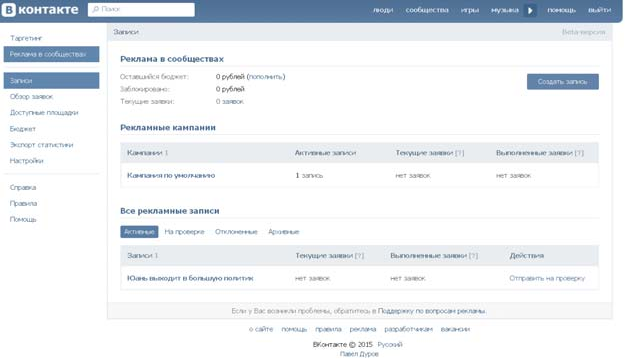 В контакте
Поиск
люди сообщества игры музыка помощь выйти
Таргетинг
Реклама в сообществах
Записи
Обзор заявок
Доступные площадки
Бюджет
Экспорт статистики
Настройки
Справка
Правила
Помощь
Записи Бета-версия
Реклама в сообществах
Оставшийся бюджет: 0 рублей (пополнить)
Заблокировано: 0 рублей
Текущие заявки: 0 заявок
Создать запись
Рекламные кампании
Кампании 1 Активные записи Текущие заявки [?] Выполненные заявки [?]
Кампания по умолчанию 1 запись нет заявок нет заявок
Все рекламные записи
Активные На проверке Отклоненные Архивные
Записи 1 Текущие заявки [?] Выполненные заявки [?] Действия
Юань выходит в большую политик нет заявок нет заявок Отправить на проверку
Если у Вас возникли проблемы, обратитесь в Поддержку по вопросам рекламы.
о сайте помощь правила реклама разработчикам вакансии
ВКонтакте © 2015 Русский
Павел Дуров